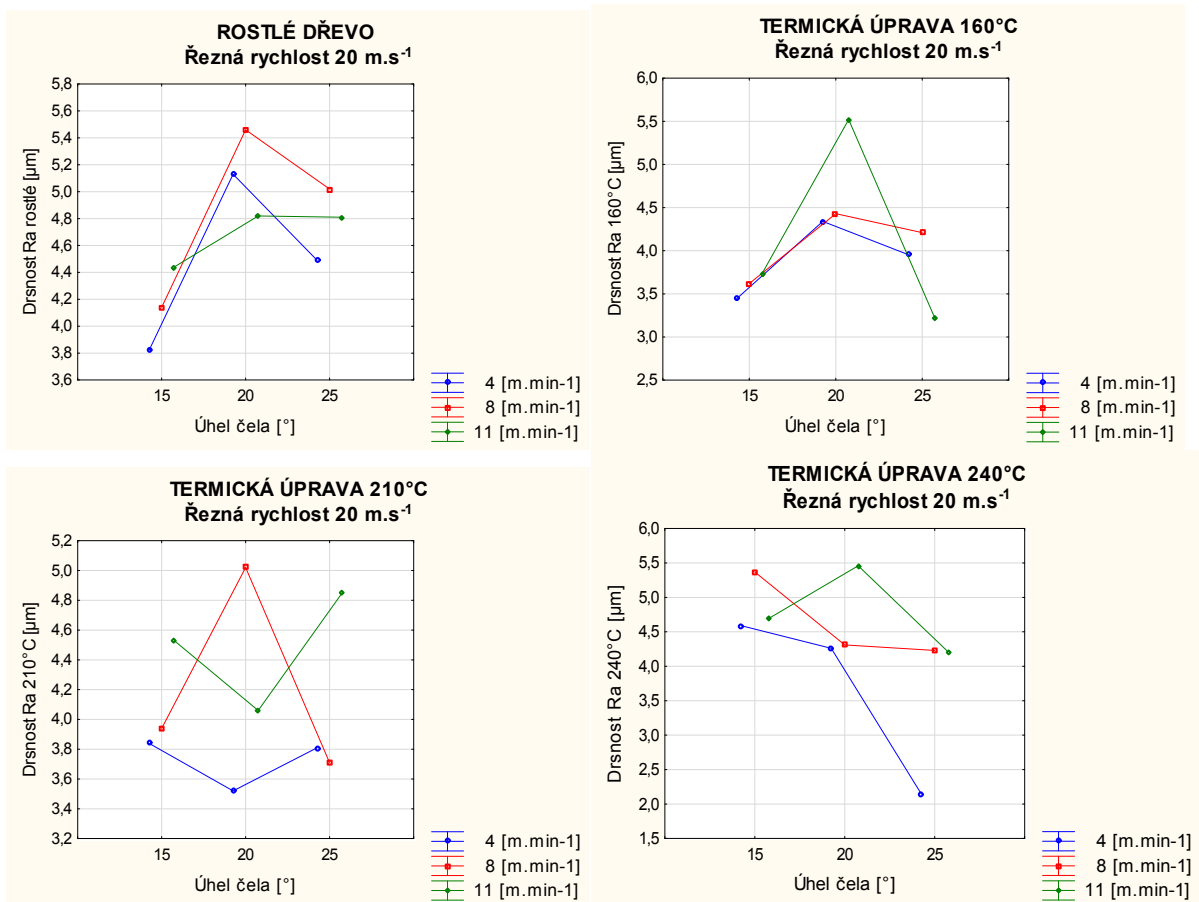 ROSTLÉ DŘEVO
Řezná rychlost 20 m.s-1
5,8
5,6
5,4
5,2
5,0
4,8
4,6
4,4
4,2
4,0
3,8
3,6
Drsnost Ra rostlé [µm]
15 20 25
Úhel čela [°]
4 [m.min-1]
8 [m.min-1]
11 [m.min-1]
TERMICKÁ ÚPRAVA 160°C
Řezná rychlost 20 m.s-1
6,0
5,5
5,0
4,5
4,0
3,5
3,0
2,5
Drsnost Ra 160°C [µm]
15 20 25
Úhel čela [°]
4 [m.min-1]
8 [m.min-1]
11 [m.min-1]
TERMICKÁ ÚPRAVA 210°C
Řezná rychlost 20 m.s-1
5,2
5,0
4,8
4,6
4,4
4,2
4,0
3,8
3,6
3,4
3,2
Drsnost Ra 210°C [µm]
15 20 25
Úhel čela [°]
4 [m.min-1]
8 [m.min-1]
11 [m.min-1]
TERMICKÁ ÚPRAVA 240°C
Řezná rychlost 20 m.s-1
6,0
5,5
5,0
4,5
4,0
3,5
3,0
2,5
2,0
1,5
Drsnost Ra 240°C [µm]
15 20 25
Úhel čela [°]
4 [m.min-1]
8 [m.min-1]
11 [m.min-1]